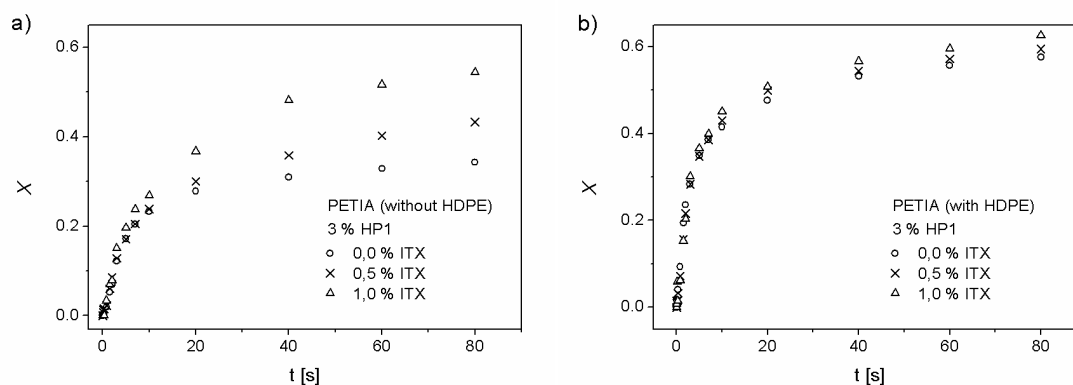 a)
0.6
0.4
0.2
0.0
X
PETIA (without HDPE)
3 % HP1
0,0 % ITX
0,5 % ITX
1,0 % ITX
0
20
40
60
80
t [s]
b)
0.6
0.4
0.2
0.0
X
PETIA (with HDPE)
3 % HP1
0,0 % ITX
0,5 % ITX
1,0 % ITX
0
20
40
60
80
t [s]